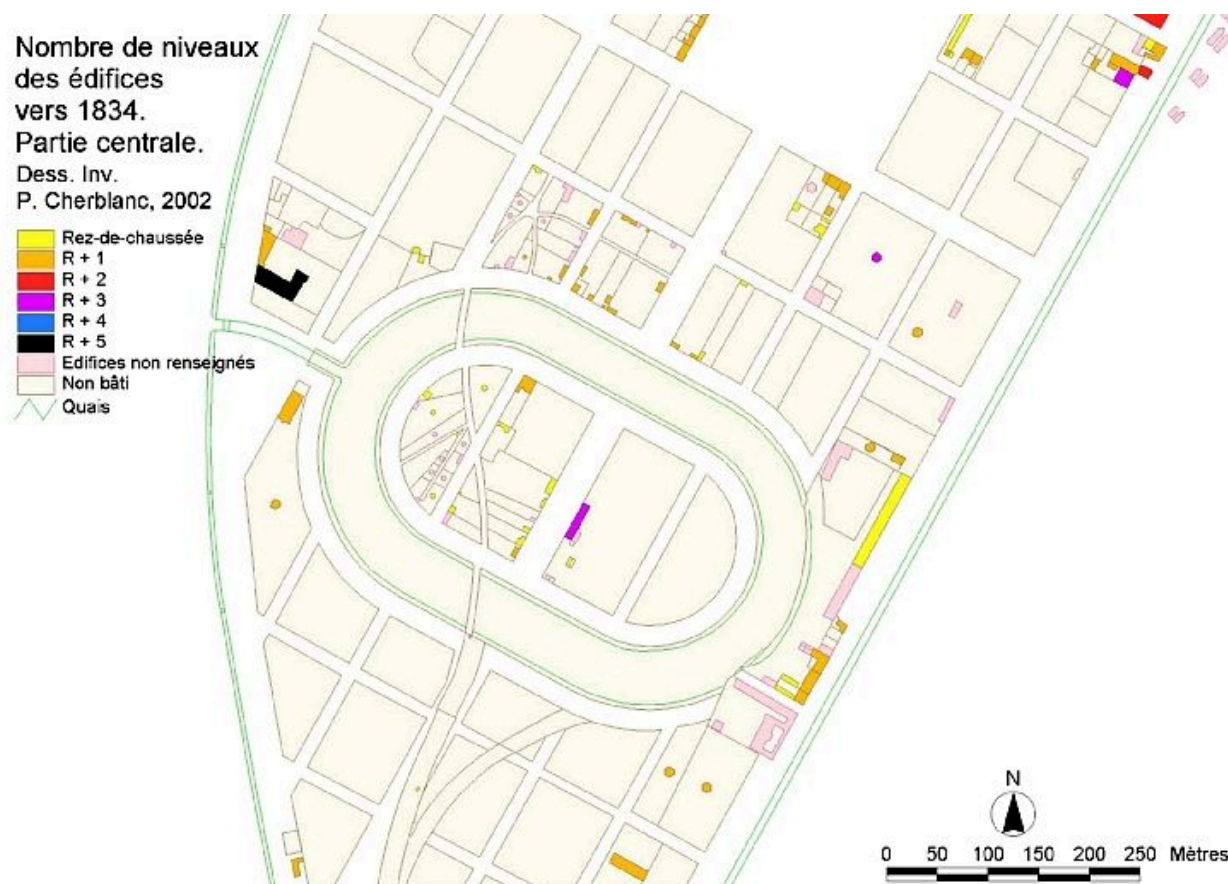 Nombre de niveaux
des édifices
vers 1834.
Partie centrale.
Dess. Inv.
P. Cherblanc, 2002
Rez-de-chaussée
R + 1
R + 2
R + 3
R + 4
R + 5
Edifices non renseignés
Non bâti
Quais
N
0 50 100 150 200 250 Mètres